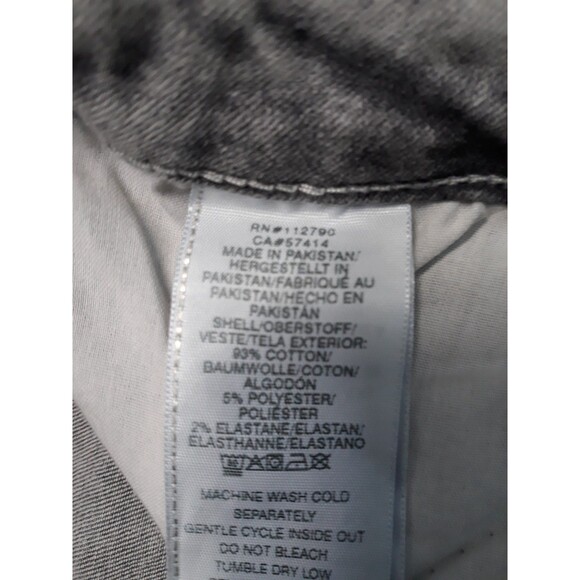 RN#112790
CA#57414
MADE IN PAKISTAN/
HERGESTELLT IN
PAKISTAN/FABRIQUÉ AU
PAKISTAN/HECHO EN
PAKISTÁN
SHELL/OBERSTOFF/
VESTE/TELA EXTERIOR:
93% COTTON/
BAUMWOLLE/COTON/
ALGODÓN
5% POLYESTER/
POLIÉSTER
2% ELASTANE/ELASTAN/
ÉLASTHANNE/ELASTANO
MACHINE WASH COLD
SEPARATELY
GENTLE CYCLE INSIDE OUT
DO NOT BLEACH
TUMBLE DRY LOW